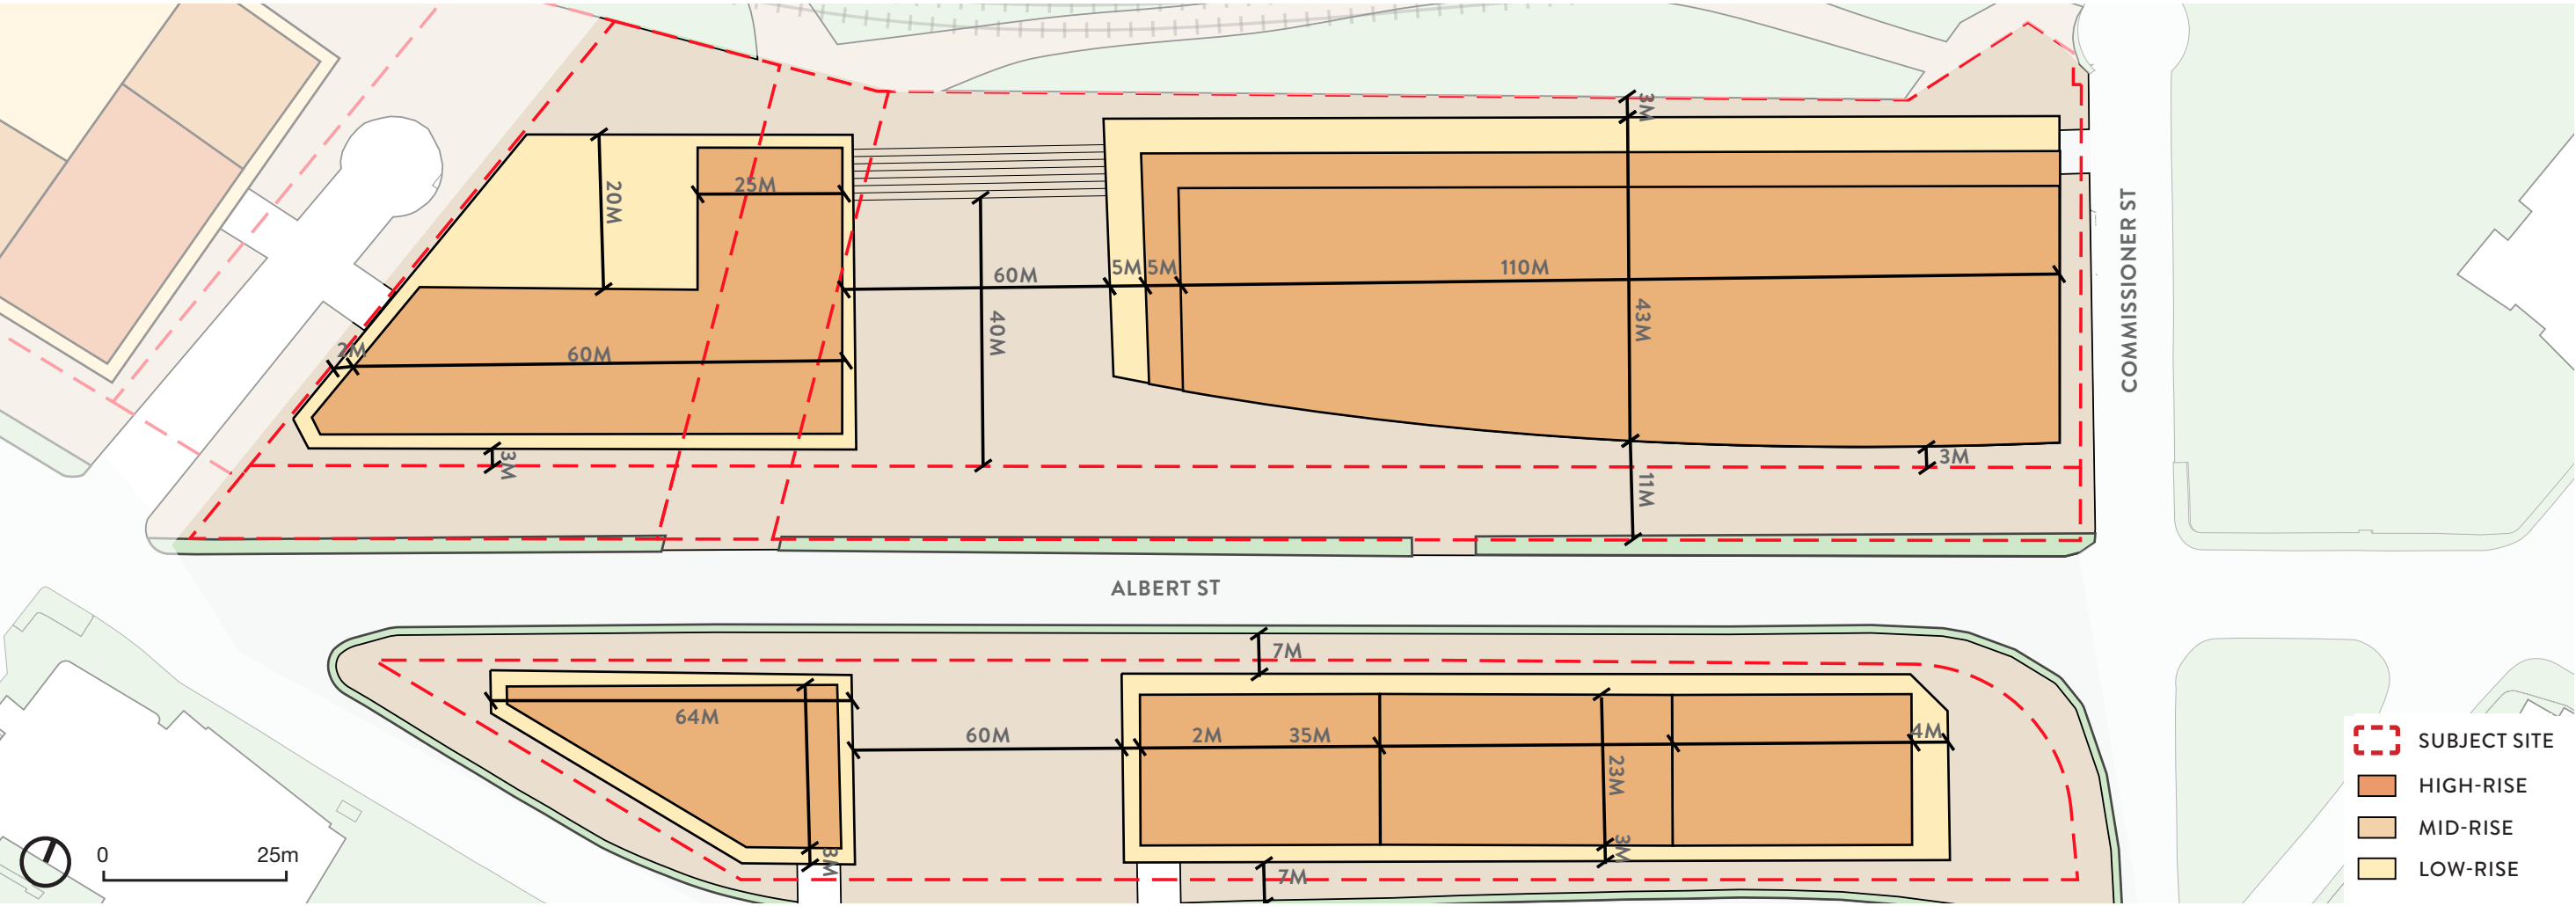 3M
20M
25M
60M
5M
5M
110M
40M
43M
COMMISSIONER ST
2M
60M
3M
3M
11M
ALBERT ST
7M
64M
60M
2M
35M
23M
4M
3M
3M
7M
0
25m
SUBJECT SITE
HIGH-RISE
MID-RISE
LOW-RISE